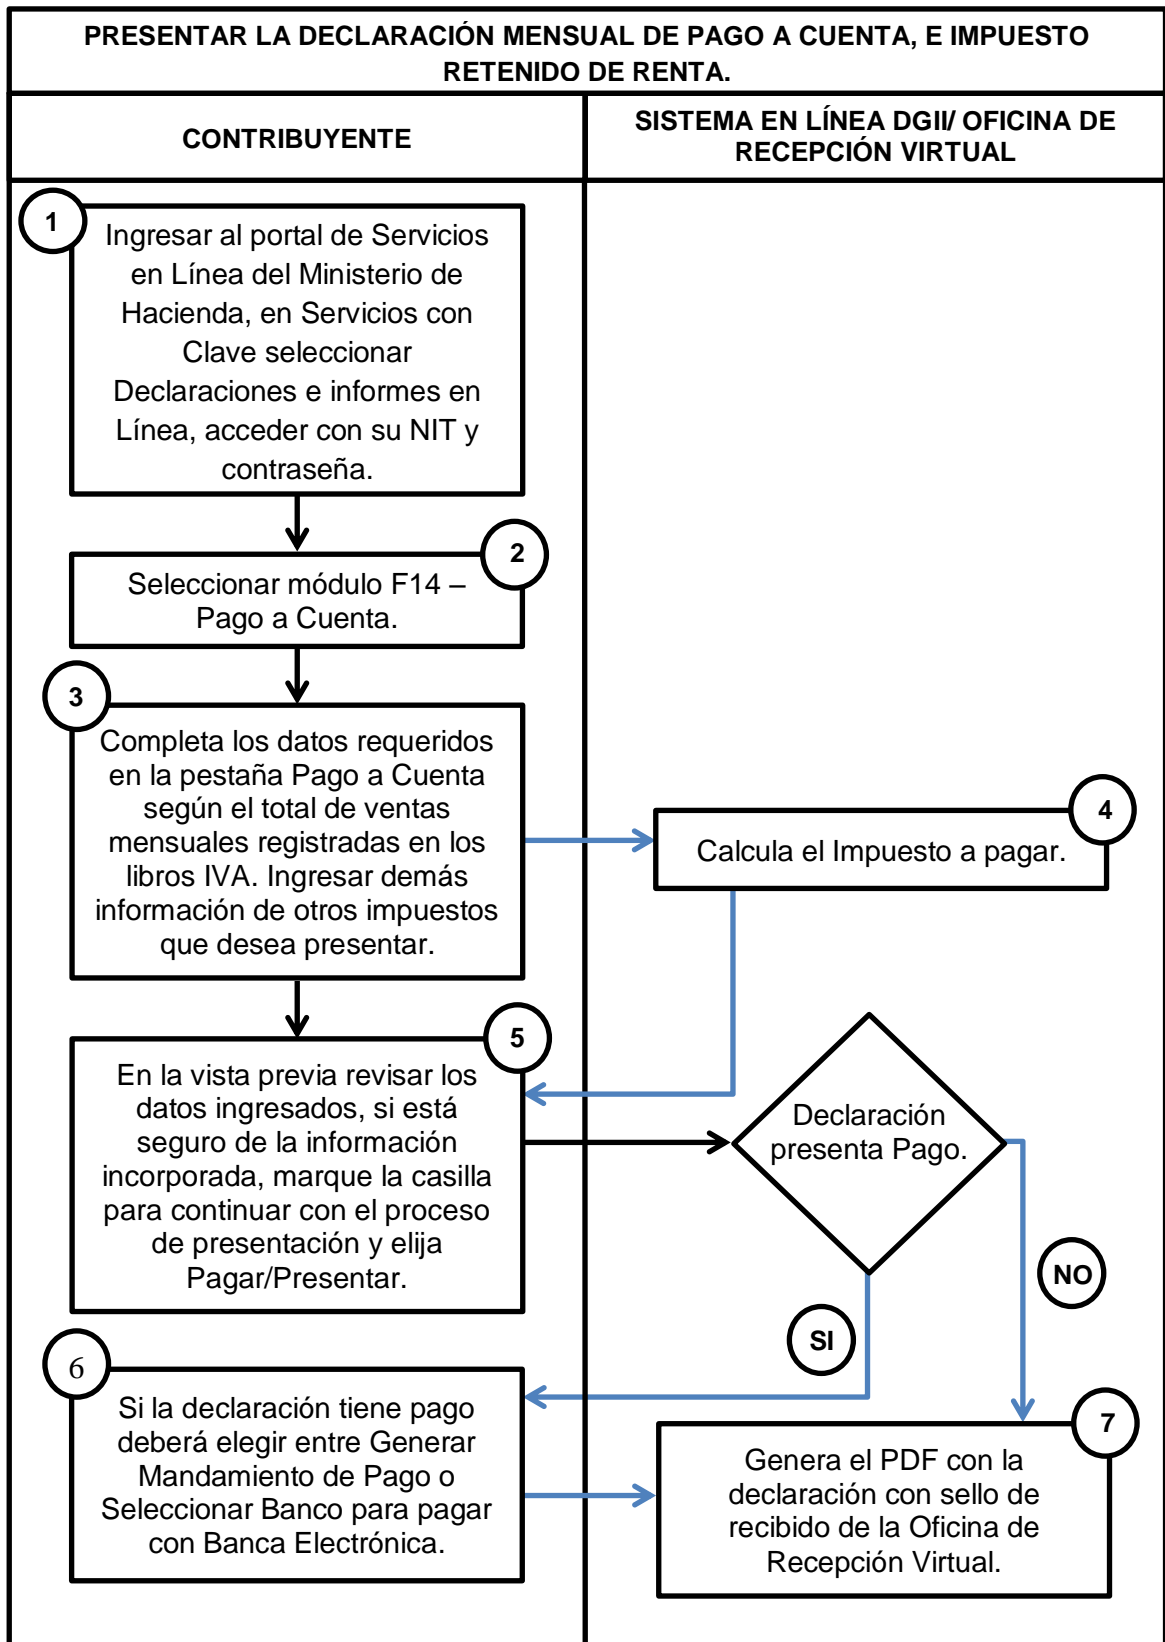 PRESENTAR LA DECLARACIÓN MENSUAL DE PAGO A CUENTA, E IMPUESTO
RETENIDO DE RENTA.
CONTRIBUYENTE
SISTEMA EN LÍNEA DGII/ OFICINA DE
RECEPCIÓN VIRTUAL
1
Ingresar al portal de Servicios
en Línea del Ministerio de
Hacienda, en Servicios con
Clave seleccionar
Declaraciones e informes en
Línea, acceder con su NIT y
contraseña.
2
Seleccionar módulo F14 –
Pago a Cuenta.
3
Completa los datos requeridos
en la pestaña Pago a Cuenta
según el total de ventas
mensuales registradas en los
libros IVA. Ingresar demás
información de otros impuestos
que desea presentar.
4
Calcula el Impuesto a pagar.
5
En la vista previa revisar los
datos ingresados, si está
seguro de la información
incorporada, marque la casilla
para continuar con el proceso
de presentación y elija
Pagar/Presentar.
Declaración
presenta Pago.
NO
SI
6
Si la declaración tiene pago
deberá elegir entre Generar
Mandamiento de Pago o
Seleccionar Banco para pagar
con Banca Electrónica.
7
Genera el PDF con la
declaración con sello de
recibido de la Oficina de
Recepción Virtual.